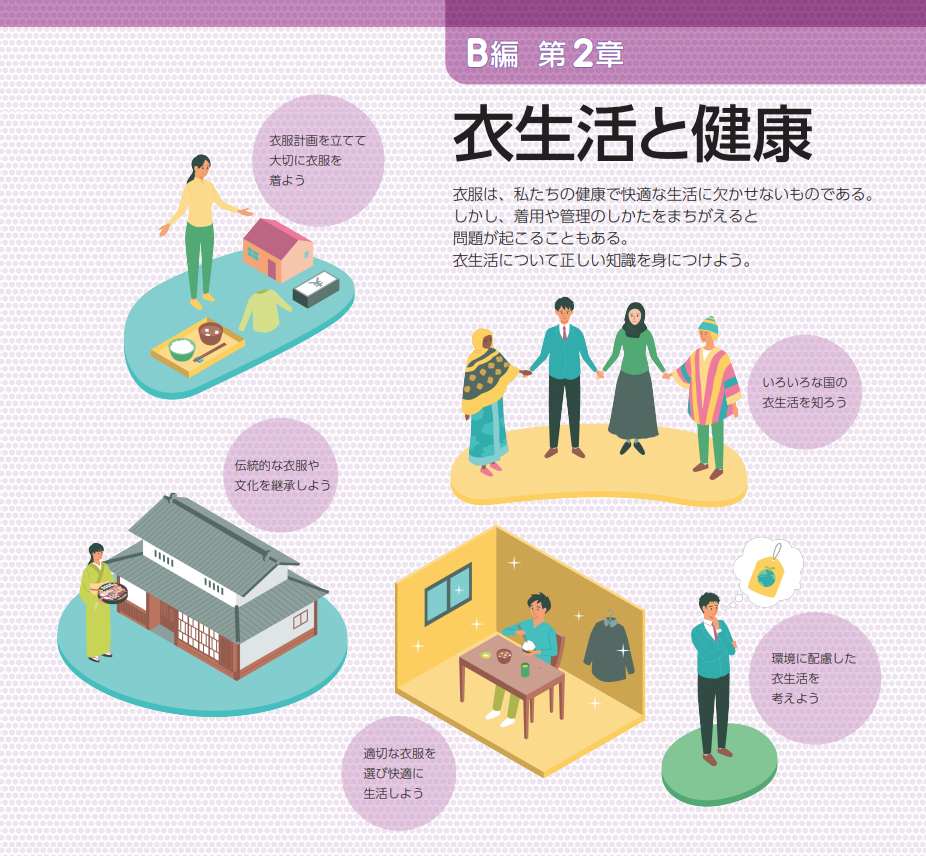 B編 第2章
衣生活と健康
衣服は、私たちの健康で快適な生活に欠かせないものである。
しかし、着用や管理のしかたをまちがえると
問題が起こることもある。
衣生活について正しい知識を身につけよう。
衣服計画を立てて
大切に衣服を
着よう
いろいろな国の
衣生活を知ろう
伝統的な衣服や
文化を継承しよう
環境に配慮した
衣生活を
考えよう
適切な衣服を
選び快適に
生活しよう